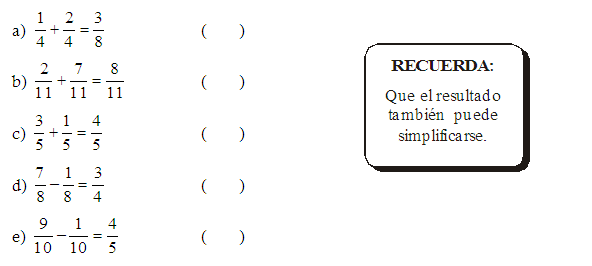 a) 1/4 + 2/4 = 3/8 ( )
b) 2/11 + 7/11 = 8/11 ( )
c) 3/5 + 1/5 = 4/5 ( )
d) 7/8 − 1/8 = 3/4 ( )
e) 9/10 − 1/10 = 4/5 ( )
RECUERDA:
Que el resultado
también puede
simplificarse.